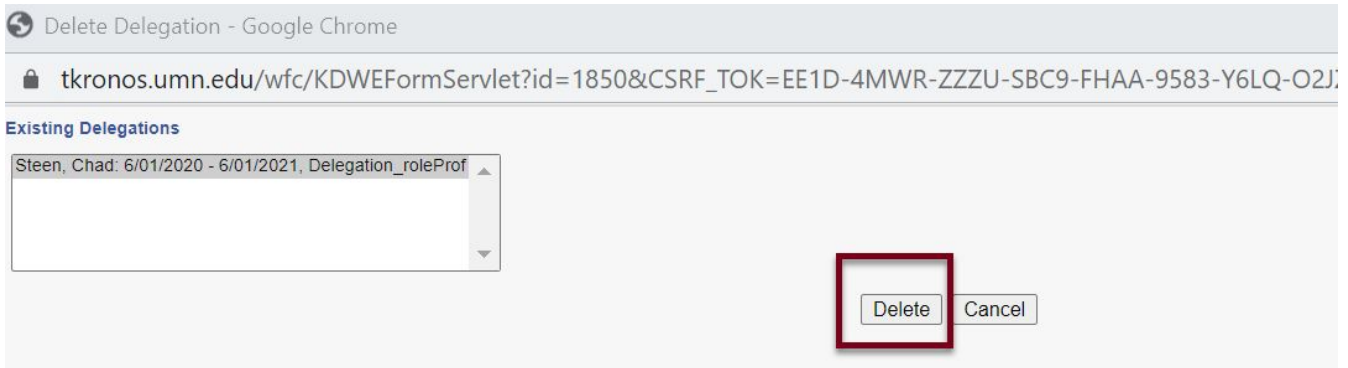 Delete Delegation - Google Chrome
tkronos.umn.edu/wfc/KDWEFormServlet?id=1850&CSRF_TOK=EE1D-4MWR-ZZZU-SBC9-FHAA-9583-Y6LQ-O2JZ
Existing Delegations
Steen, Chad: 6/01/2020 - 6/01/2021, Delegation_roleProf
Delete Cancel